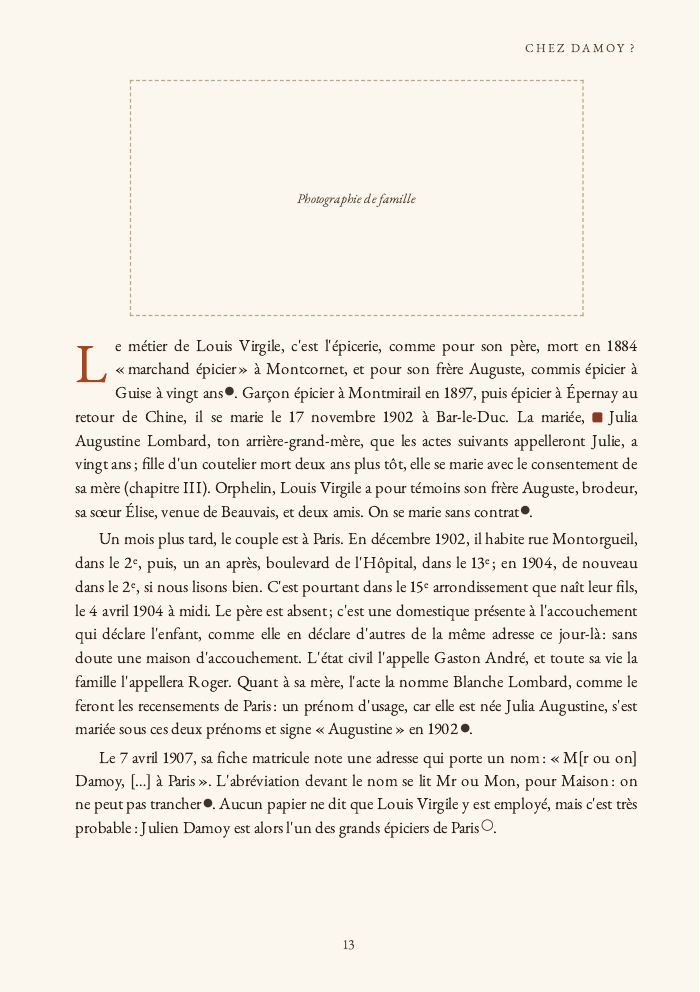 CHEZ DAMOY ?
Photographie de famille
Le métier de Louis Virgile, c'est l'épicerie, comme pour son père, mort en 1884
« marchand épicier » à Montcornet, et pour son frère Auguste, commis épicier à
Guise à vingt ans●. Garçon épicier à Montmirail en 1897, puis épicier à Épernay au
retour de Chine, il se marie le 17 novembre 1902 à Bar-le-Duc. La mariée, ■ Julia
Augustine Lombard, ton arrière-grand-mère, que les actes suivants appelleront Julie, a
vingt ans ; fille d'un coutelier mort deux ans plus tôt, elle se marie avec le consentement de
sa mère (chapitre III). Orphelin, Louis Virgile a pour témoins son frère Auguste, brodeur,
sa sœur Élise, venue de Beauvais, et deux amis. On se marie sans contrat●.
Un mois plus tard, le couple est à Paris. En décembre 1902, il habite rue Montorgueil,
dans le 2ᵉ, puis, un an après, boulevard de l'Hôpital, dans le 13ᵉ ; en 1904, de nouveau
dans le 2ᵉ, si nous lisons bien. C'est pourtant dans le 15ᵉ arrondissement que naît leur fils,
le 4 avril 1904 à midi. Le père est absent ; c'est une domestique présente à l'accouchement
qui déclare l'enfant, comme elle en déclare d'autres de la même adresse ce jour-là : sans
doute une maison d'accouchement. L'état civil l'appelle Gaston André, et toute sa vie la
famille l'appellera Roger. Quant à sa mère, l'acte la nomme Blanche Lombard, comme le
feront les recensements de Paris : un prénom d'usage, car elle est née Julia Augustine, s'est
mariée sous ces deux prénoms et signe « Augustine » en 1902●.
Le 7 avril 1907, sa fiche matricule note une adresse qui porte un nom : « M[r ou on]
Damoy, [...] à Paris ». L'abréviation devant le nom se lit Mr ou Mon, pour Maison : on
ne peut pas trancher●. Aucun papier ne dit que Louis Virgile y est employé, mais c'est très
probable : Julien Damoy est alors l'un des grands épiciers de Paris○.
13